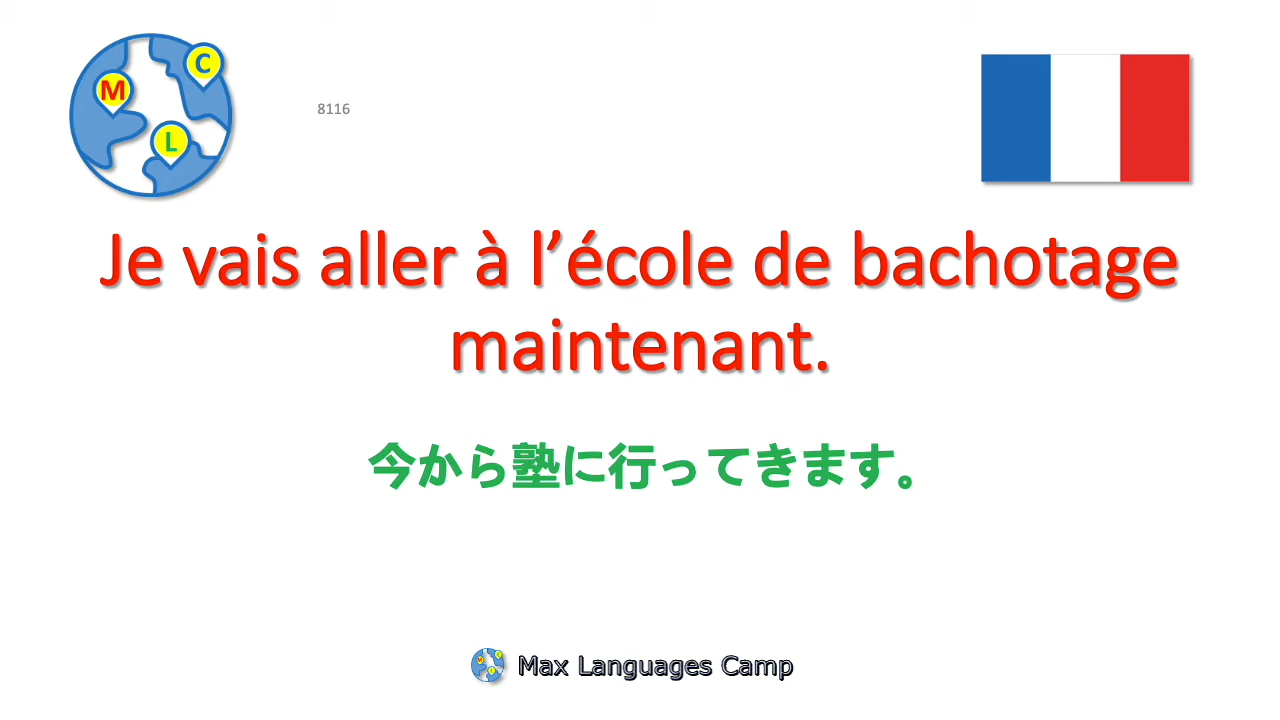 M
C
L
8116
Je vais aller à l’école de bachotage
maintenant.
今から塾に行ってきます。
Max Languages Camp